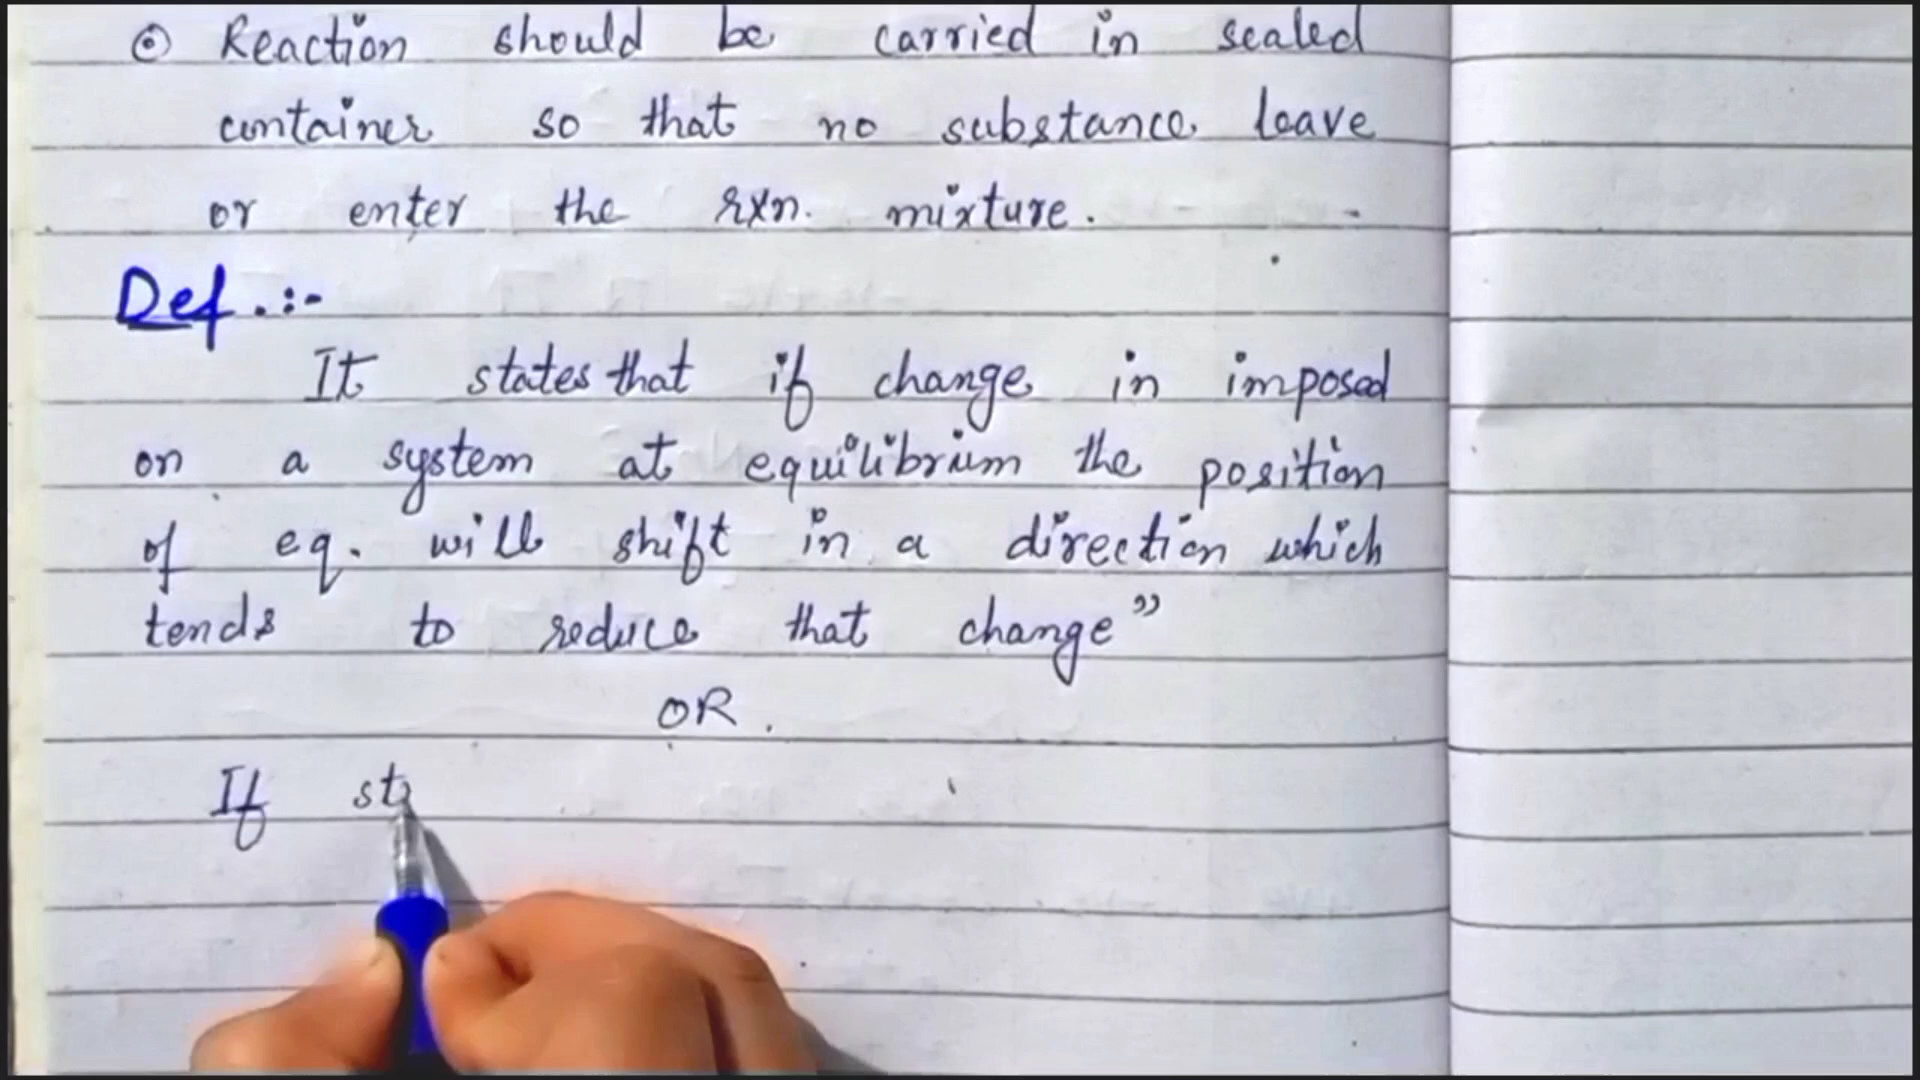 ⊙ Reaction should be carried in sealed
container so that no substance leave
or enter the rxn. mixture.
Def.:-
It states that if change in imposed
on a system at equilibrium the position
of eq. will shift in a direction which
tends to reduce that change”
OR.
If st